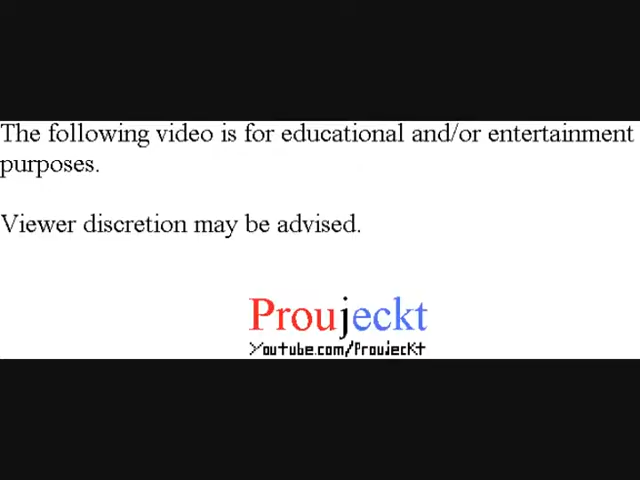 The following video is for educational and/or entertainment
purposes.
Viewer discretion may be advised.
Proujeckt
Youtube.com/ProujecKt